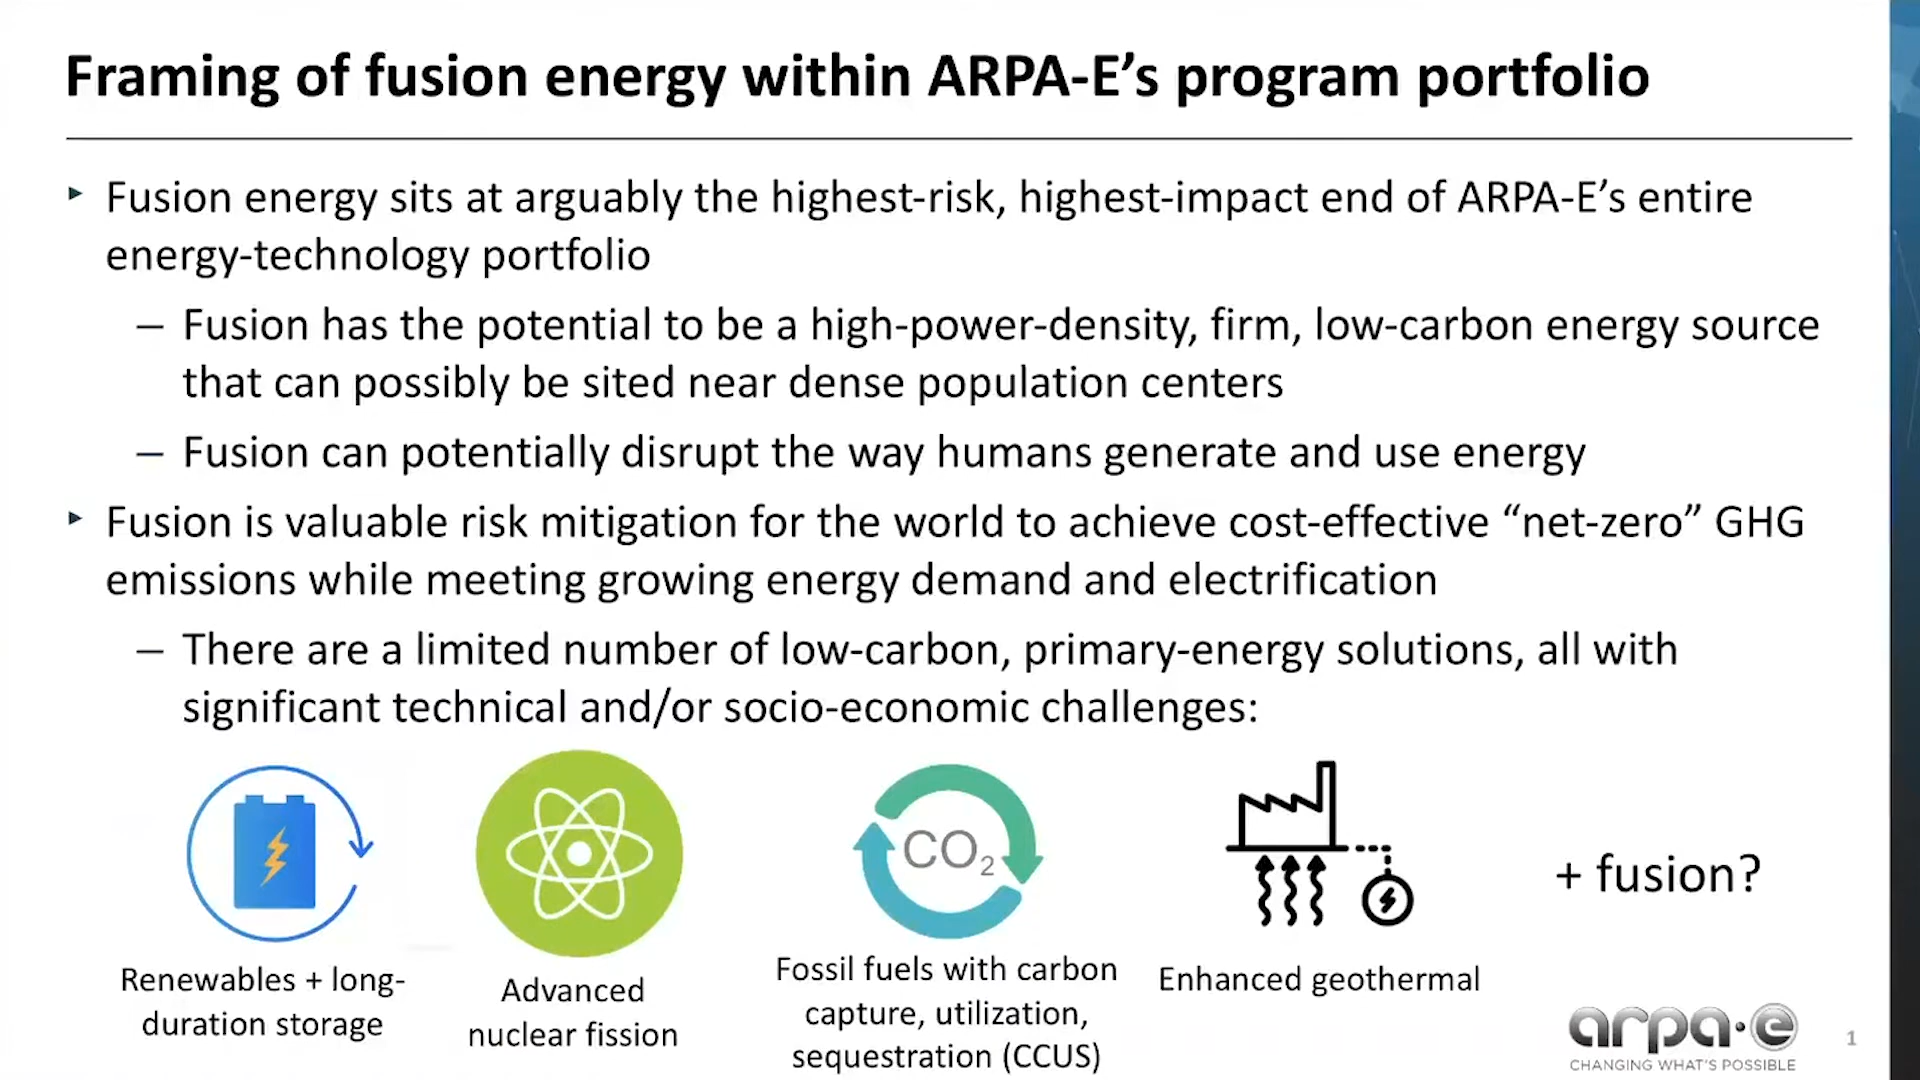 Framing of fusion energy within ARPA-E’s program portfolio
‣ Fusion energy sits at arguably the highest-risk, highest-impact end of ARPA-E’s entire
energy-technology portfolio
– Fusion has the potential to be a high-power-density, firm, low-carbon energy source
that can possibly be sited near dense population centers
– Fusion can potentially disrupt the way humans generate and use energy
‣ Fusion is valuable risk mitigation for the world to achieve cost-effective “net-zero” GHG
emissions while meeting growing energy demand and electrification
– There are a limited number of low-carbon, primary-energy solutions, all with
significant technical and/or socio-economic challenges:
CO₂
+ fusion?
Renewables + long-
duration storage
Advanced
nuclear fission
Fossil fuels with carbon
capture, utilization,
sequestration (CCUS)
Enhanced geothermal
arpa·e
CHANGING WHAT’S POSSIBLE
1